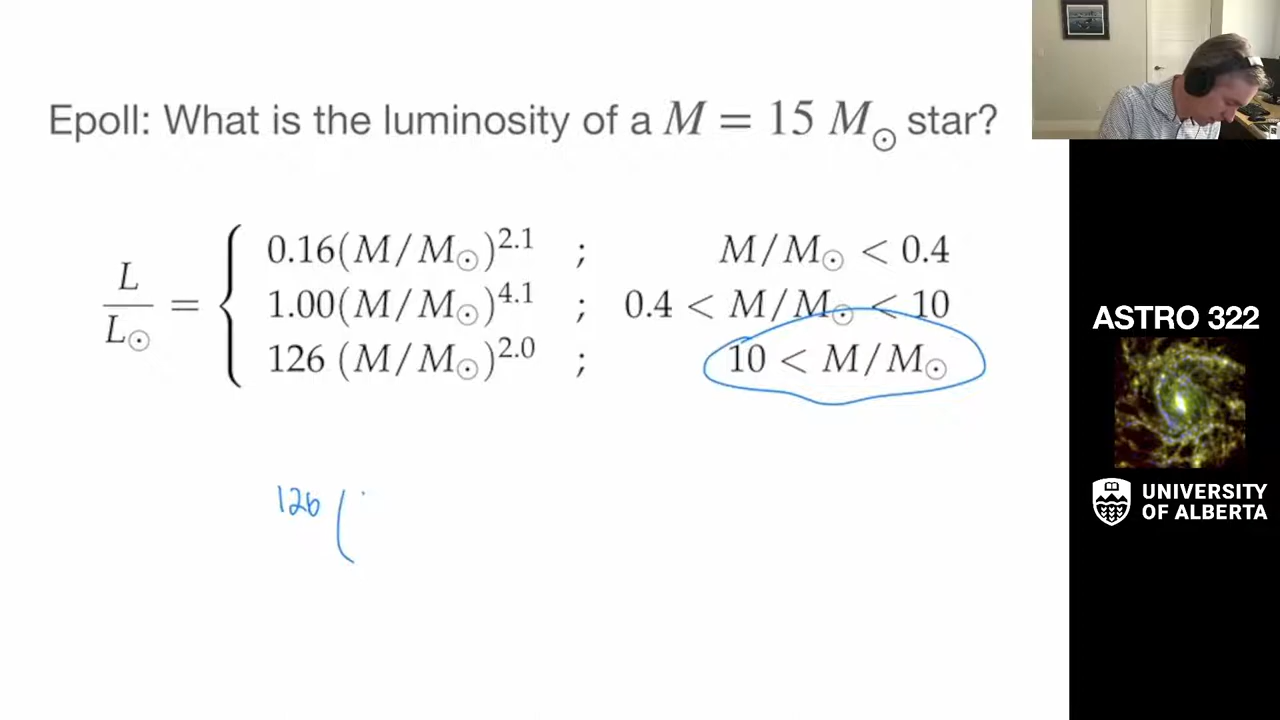 Epoll: What is the luminosity of a M = 15 M☉ star?
L/L☉ = {
0.16(M/M☉)^2.1 ; M/M☉ < 0.4
1.00(M/M☉)^4.1 ; 0.4 < M/M☉ < 10
126 (M/M☉)^2.0 ; 10 < M/M☉
126 (
ASTRO 322
UNIVERSITY
OF ALBERTA